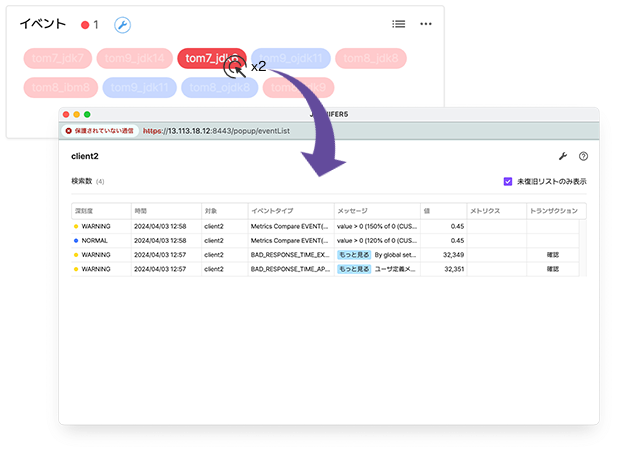 イベント 1
tom7_jdk7 tom9_jdk14 tom9_ojdk11 tom8_jdk8
x2
tom8_ibm8 tom9_jdk11 tom8_ojdk8
保護されていない通信 https://13.113.18.12:8443/popup/eventList
client2
検索数 (4) 未復旧リストのみ表示
深刻度 時間 対象 イベントタイプ メッセージ 値 メトリクス トランザクション
WARNING 2024/04/03 12:58 client2 Metrics Compare EVENT(... value > 0 (150% of 0 (CUS... 0.45
NORMAL 2024/04/03 12:58 client2 Metrics Compare EVENT(... value > 0 (120% of 0 (CUS... 0.45
WARNING 2024/04/03 12:57 client2 BAD_RESPONSE_TIME_EX... もっと見る By global set... 32,349 確認
WARNING 2024/04/03 12:57 client2 BAD_RESPONSE_TIME_AP... もっと見る ユーザ定義メ... 32,351 確認